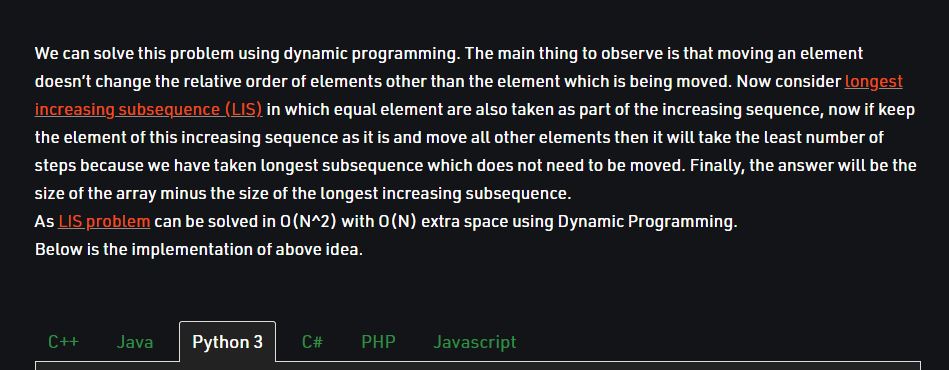 We can solve this problem using dynamic programming. The main thing to observe is that moving an element
doesn’t change the relative order of elements other than the element which is being moved. Now consider longest
increasing subsequence (LIS) in which equal element are also taken as part of the increasing sequence, now if keep
the element of this increasing sequence as it is and move all other elements then it will take the least number of
steps because we have taken longest subsequence which does not need to be moved. Finally, the answer will be the
size of the array minus the size of the longest increasing subsequence.
As LIS problem can be solved in O(N^2) with O(N) extra space using Dynamic Programming.
Below is the implementation of above idea.
C++ Java Python 3 C# PHP Javascript